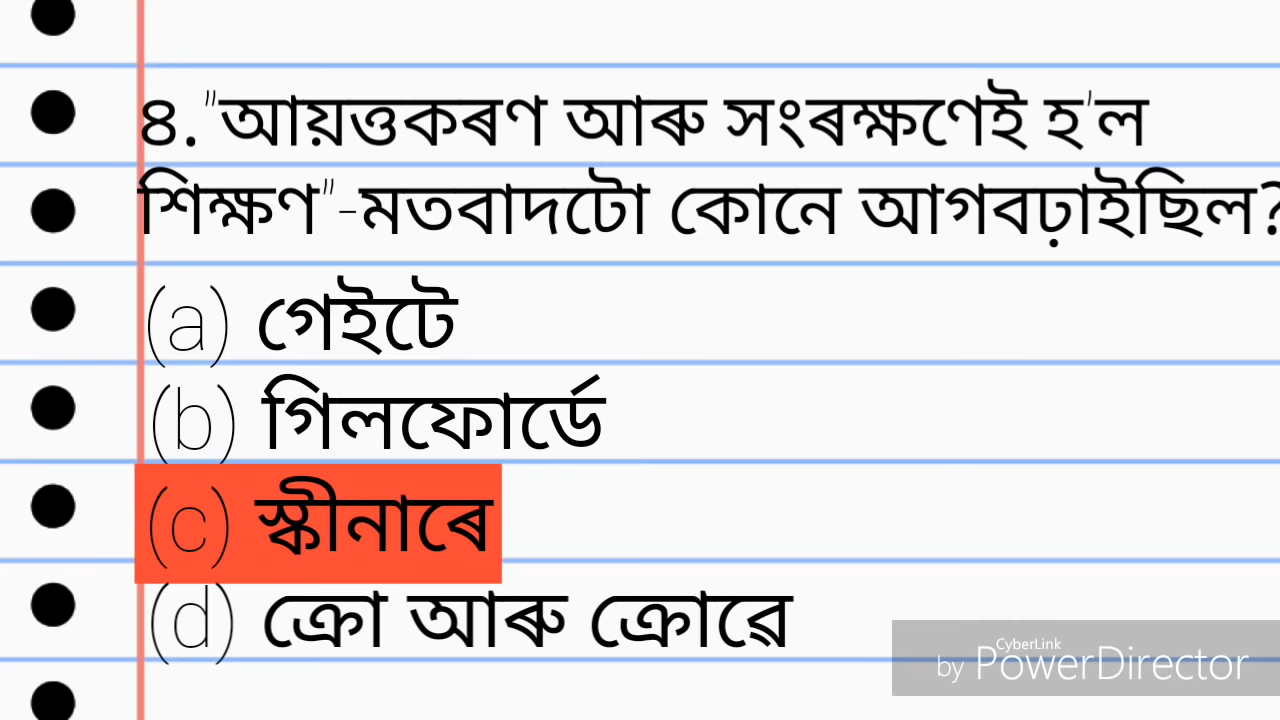 ৪."আয়ত্তকৰণ আৰু সংৰক্ষণেই হ'ল
শিক্ষণ"-মতবাদটো কোনে আগবঢ়াইছিল?
(a) গেইটে
(b) গিলফোৰ্ডে
(c) স্কীনাৰে
(d) ক্ৰো আৰু ক্ৰোৱে
CyberLink
by PowerDirector